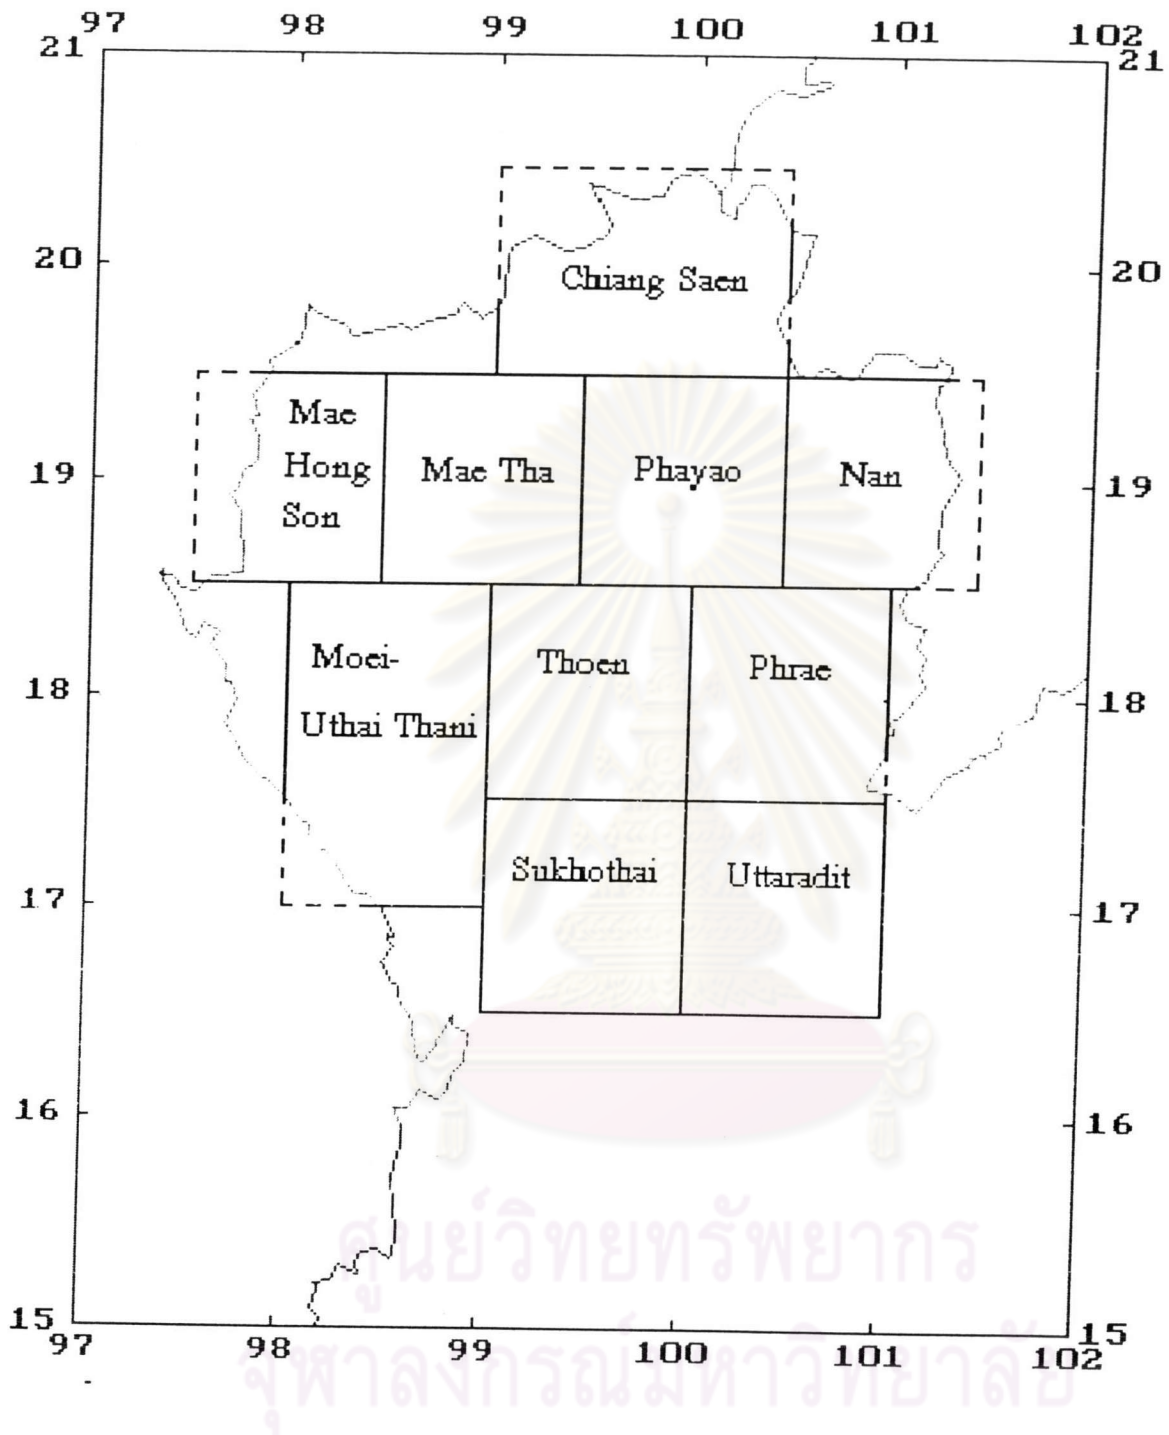 97 98 99 100 101 102
21 21
20 20
Chiang Saen
Mae
Hong
Son
Mae Tha
Phayao
Nan
19 19
Moei-
Uthai Thani
Thoen
Phrae
18 18
Sukhothai
Uttaradit
17 17
16 16
ศูนย์วิทยทรัพยากร
จุฬาลงกรณ์มหาวิทยาลัย
15 15
97 98 99 100 101 102